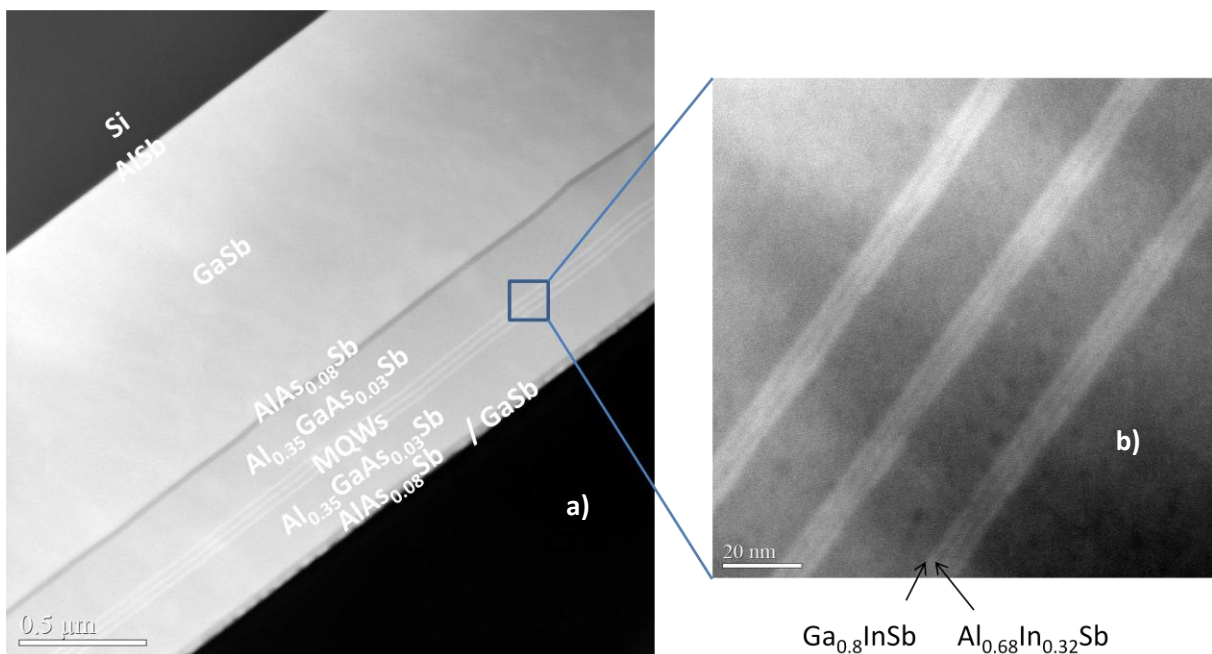 Si
AlSb
GaSb
AlAs₀.₀₈Sb
Al₀.₃₅GaAs₀.₀₃Sb
MQWs
Al₀.₃₅GaAs₀.₀₃Sb
AlAs₀.₀₈Sb / GaSb
a)
0.5 µm
b)
20 nm
Ga₀.₈InSb Al₀.₆₈In₀.₃₂Sb